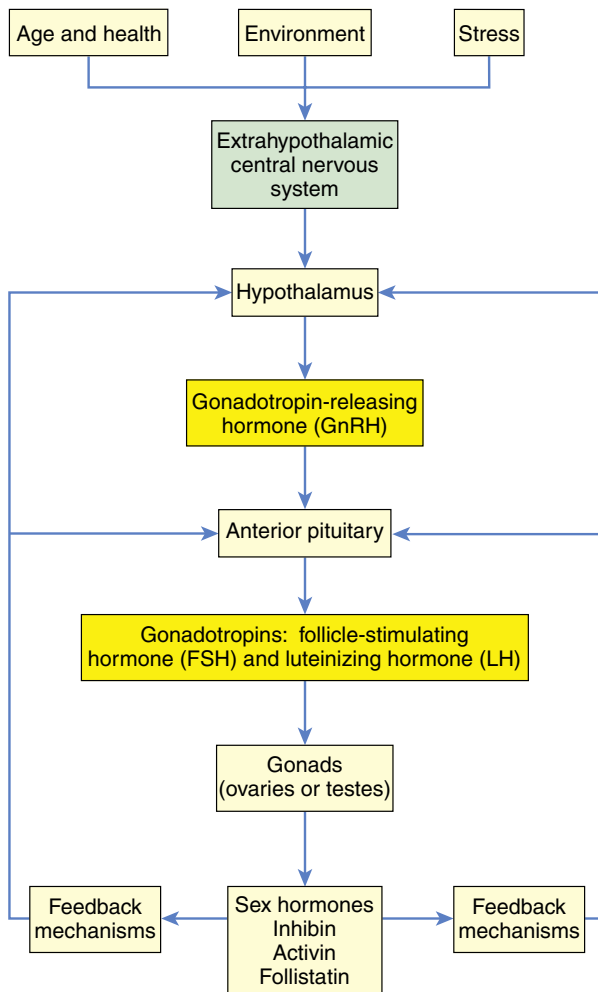 Age and health
Environment
Stress
Extrahypothalamic
central nervous
system
Hypothalamus
Gonadotropin-releasing
hormone (GnRH)
Anterior pituitary
Gonadotropins: follicle-stimulating
hormone (FSH) and luteinizing hormone (LH)
Gonads
(ovaries or testes)
Feedback
mechanisms
Sex hormones
Inhibin
Activin
Follistatin
Feedback
mechanisms